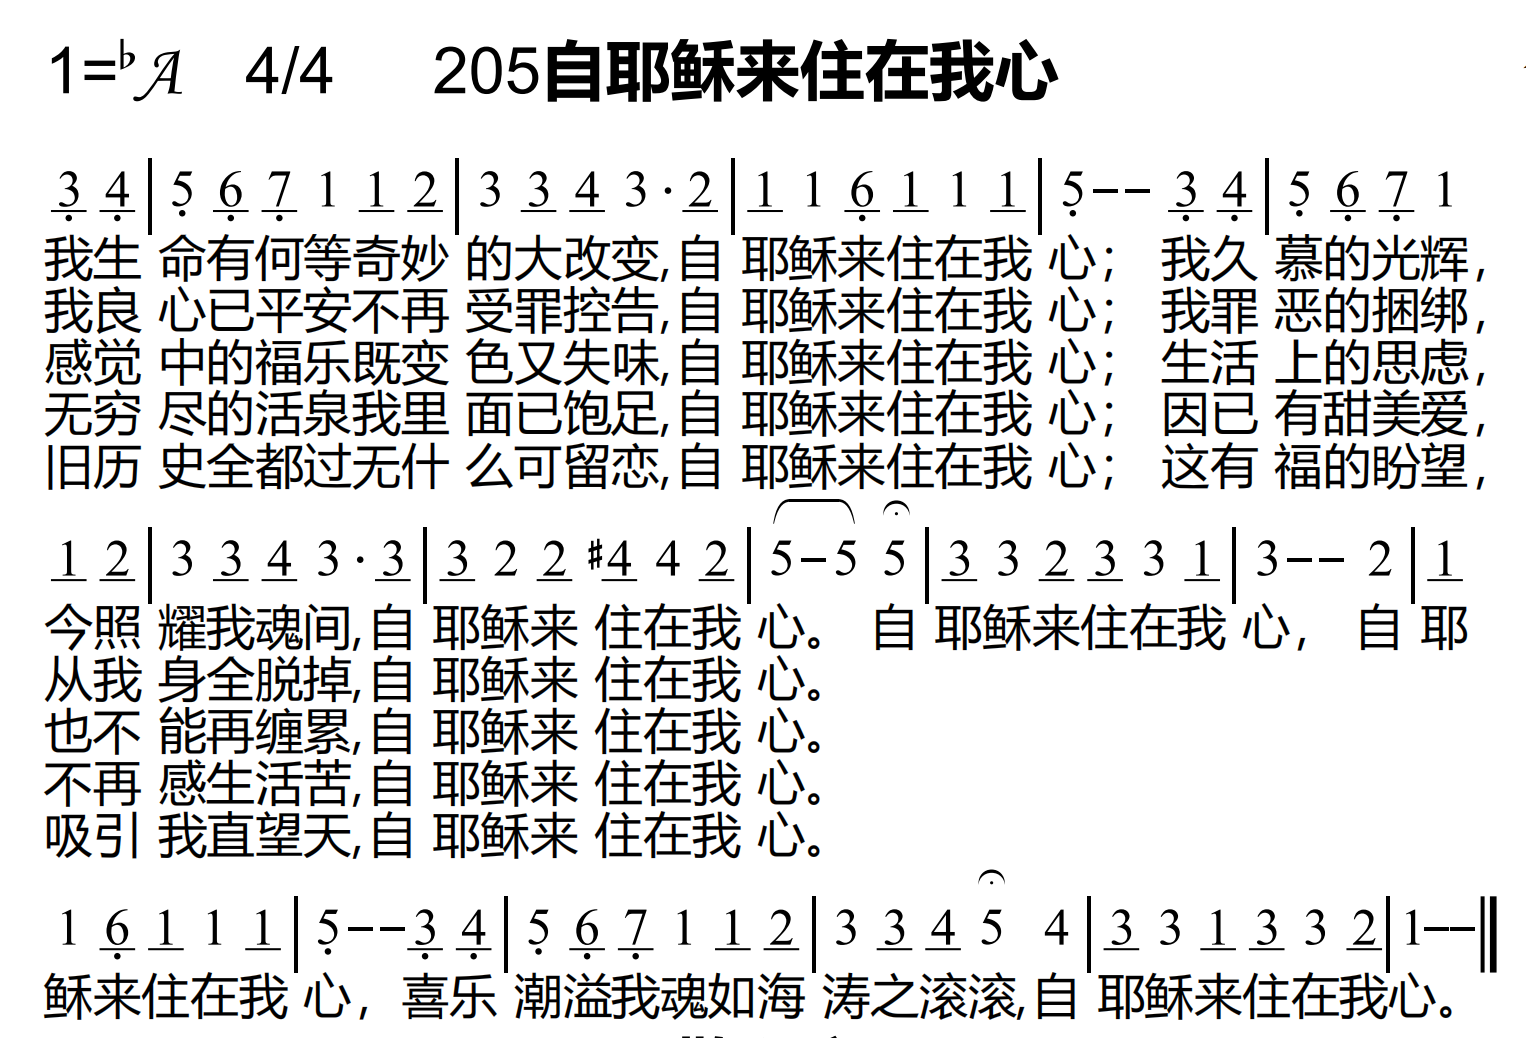 1=♭A 4/4 205自耶稣来住在我心
3 4 | 5 6 7 1 1 2 | 3 3 4 3 · 2 | 1 1 6 1 1 1 | 5 – – 3 4 | 5 6 7 1
我生 命有何等奇妙 的大改变,自 耶稣来住在我 心； 我久 慕的光辉，
我良 心已平安不再 受罪控告,自 耶稣来住在我 心； 我罪 恶的捆绑，
感觉 中的福乐既变 色又失味,自 耶稣来住在我 心； 生活 上的思虑，
无穷 尽的活泉我里 面已饱足,自 耶稣来住在我 心； 因已 有甜美爱，
旧历 史全都过无什 么可留恋,自 耶稣来住在我 心； 这有 福的盼望，
1 2 | 3 3 4 3 · 3 | 3 2 2 #4 4 2 | 5 – 5 5 | 3 3 2 3 3 1 | 3 – – 2 | 1
今照 耀我魂间,自 耶稣来 住在我 心。 自 耶稣来住在我 心， 自 耶
从我 身全脱掉,自 耶稣来 住在我 心。
也不 能再缠累,自 耶稣来 住在我 心。
不再 感生活苦,自 耶稣来 住在我 心。
吸引 我直望天,自 耶稣来 住在我 心。
1 6 1 1 1 | 5 – – 3 4 | 5 6 7 1 1 2 | 3 3 4 5 4 | 3 3 1 3 3 2 | 1 – – ‖
稣来住在我 心，喜乐 潮溢我魂如海 涛之滚滚,自 耶稣来住在我心。